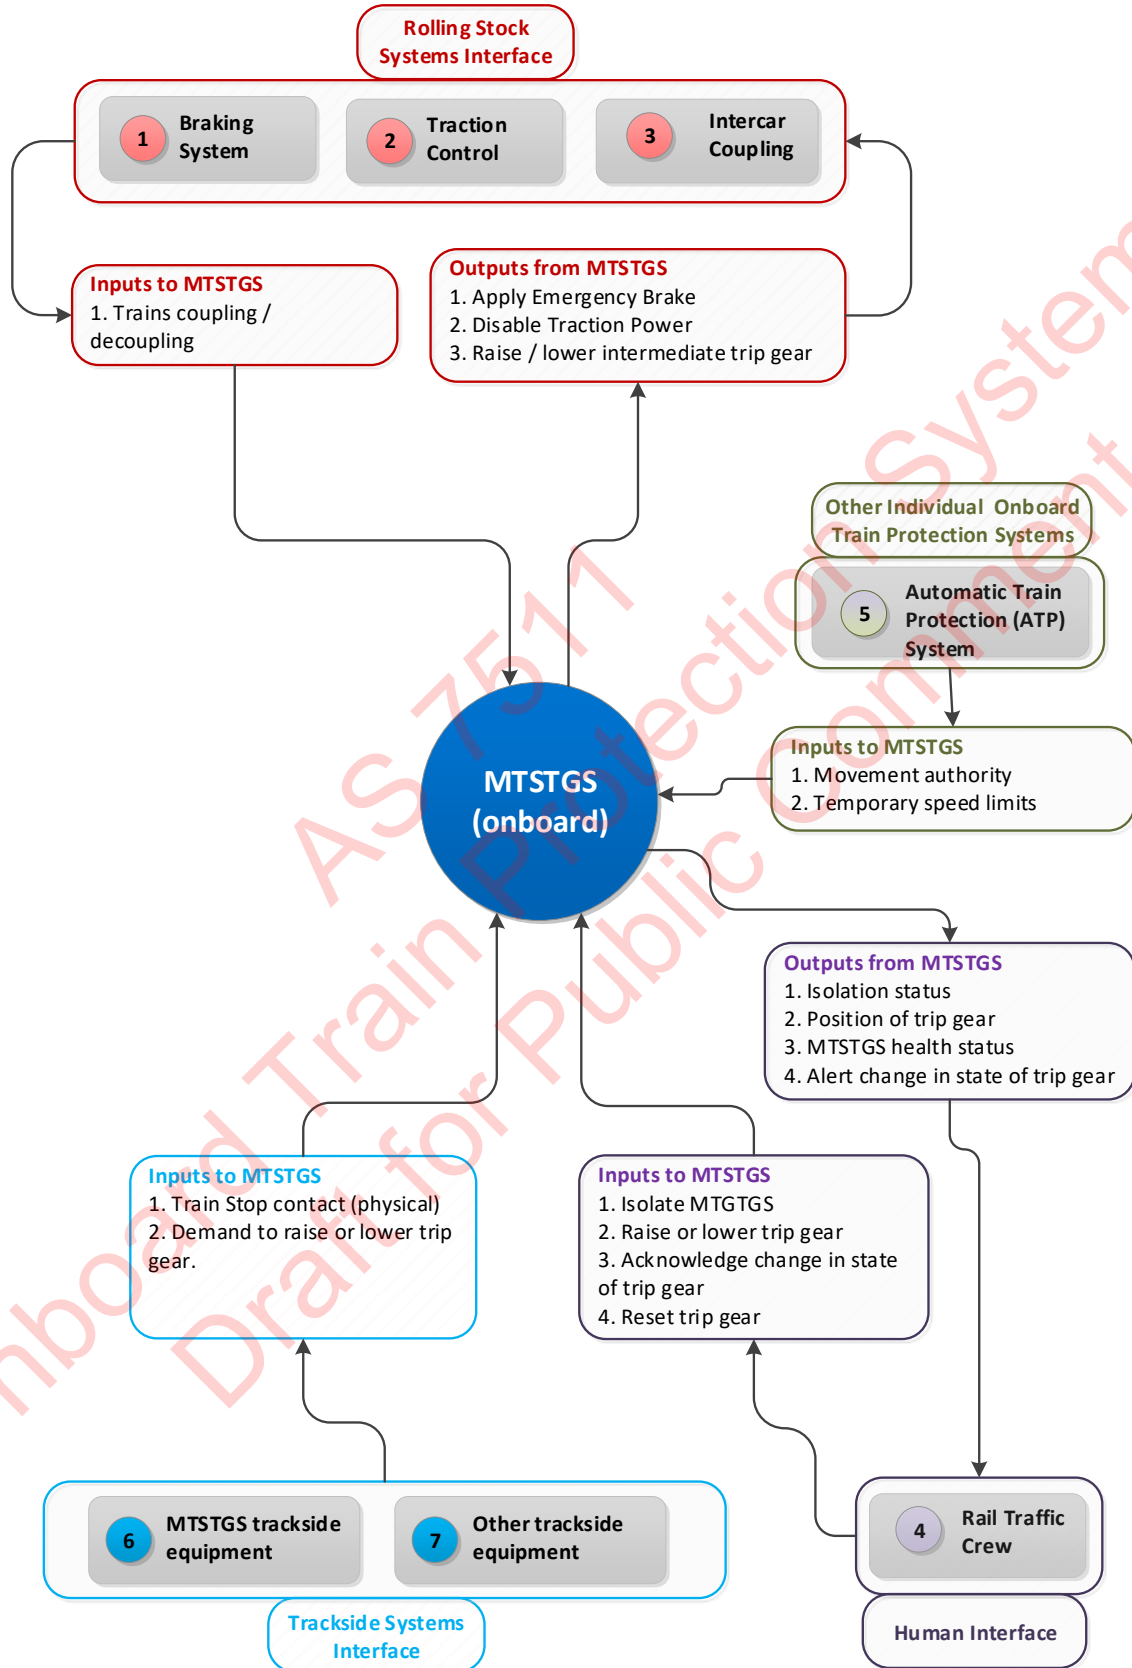 Rolling Stock
Systems Interface
1
Braking
System
2
Traction
Control
3
Intercar
Coupling
Inputs to MTSTGS
1. Trains coupling /
decoupling
Outputs from MTSTGS
1. Apply Emergency Brake
2. Disable Traction Power
3. Raise / lower intermediate trip gear
Other Individual Onboard
Train Protection Systems
5
Automatic Train
Protection (ATP)
System
Inputs to MTSTGS
1. Movement authority
2. Temporary speed limits
MTSTGS
(onboard)
Outputs from MTSTGS
1. Isolation status
2. Position of trip gear
3. MTSTGS health status
4. Alert change in state of trip gear
Inputs to MTSTGS
1. Train Stop contact (physical)
2. Demand to raise or lower trip
gear.
Inputs to MTSTGS
1. Isolate MTGTGS
2. Raise or lower trip gear
3. Acknowledge change in state
of trip gear
4. Reset trip gear
6
MTSTGS trackside
equipment
7
Other trackside
equipment
Trackside Systems
Interface
4
Rail Traffic
Crew
Human Interface
AS 7511
nboard Train Protection System
Draft for Public Comment